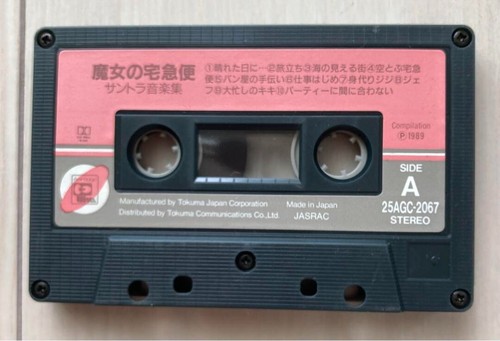 魔女の宅急便
サントラ音楽集
①晴れた日に…②旅立ち③海の見える街④空とぶ宅急
便⑤パン屋の手伝い⑥仕事はじめ⑦身代りジジ⑧ジェ
フ⑨大忙しのキキ⑩パーティーに間に合わない
Compilation
Ⓟ1989
SIDE
A
25AGC-2067
STEREO
Manufactured by Tokuma Japan Corporation Made in Japan
Distributed by Tokuma Communications Co.,Ltd. JASRAC